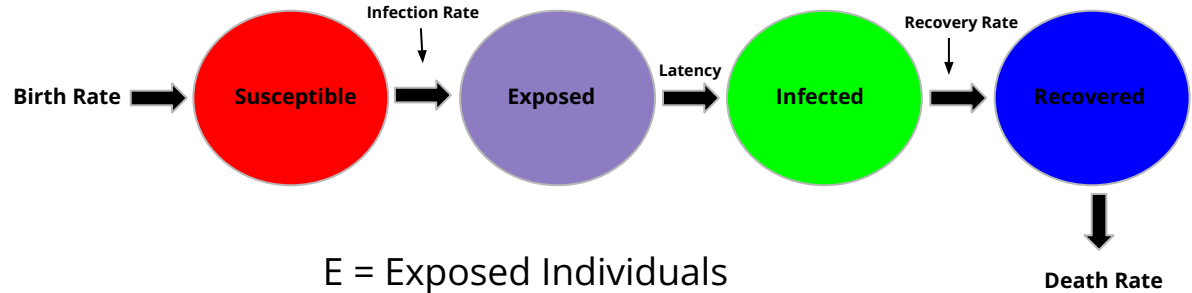 Infection Rate
Recovery Rate
Birth Rate
Susceptible
Exposed
Latency
Infected
Recovered
E = Exposed Individuals
Death Rate